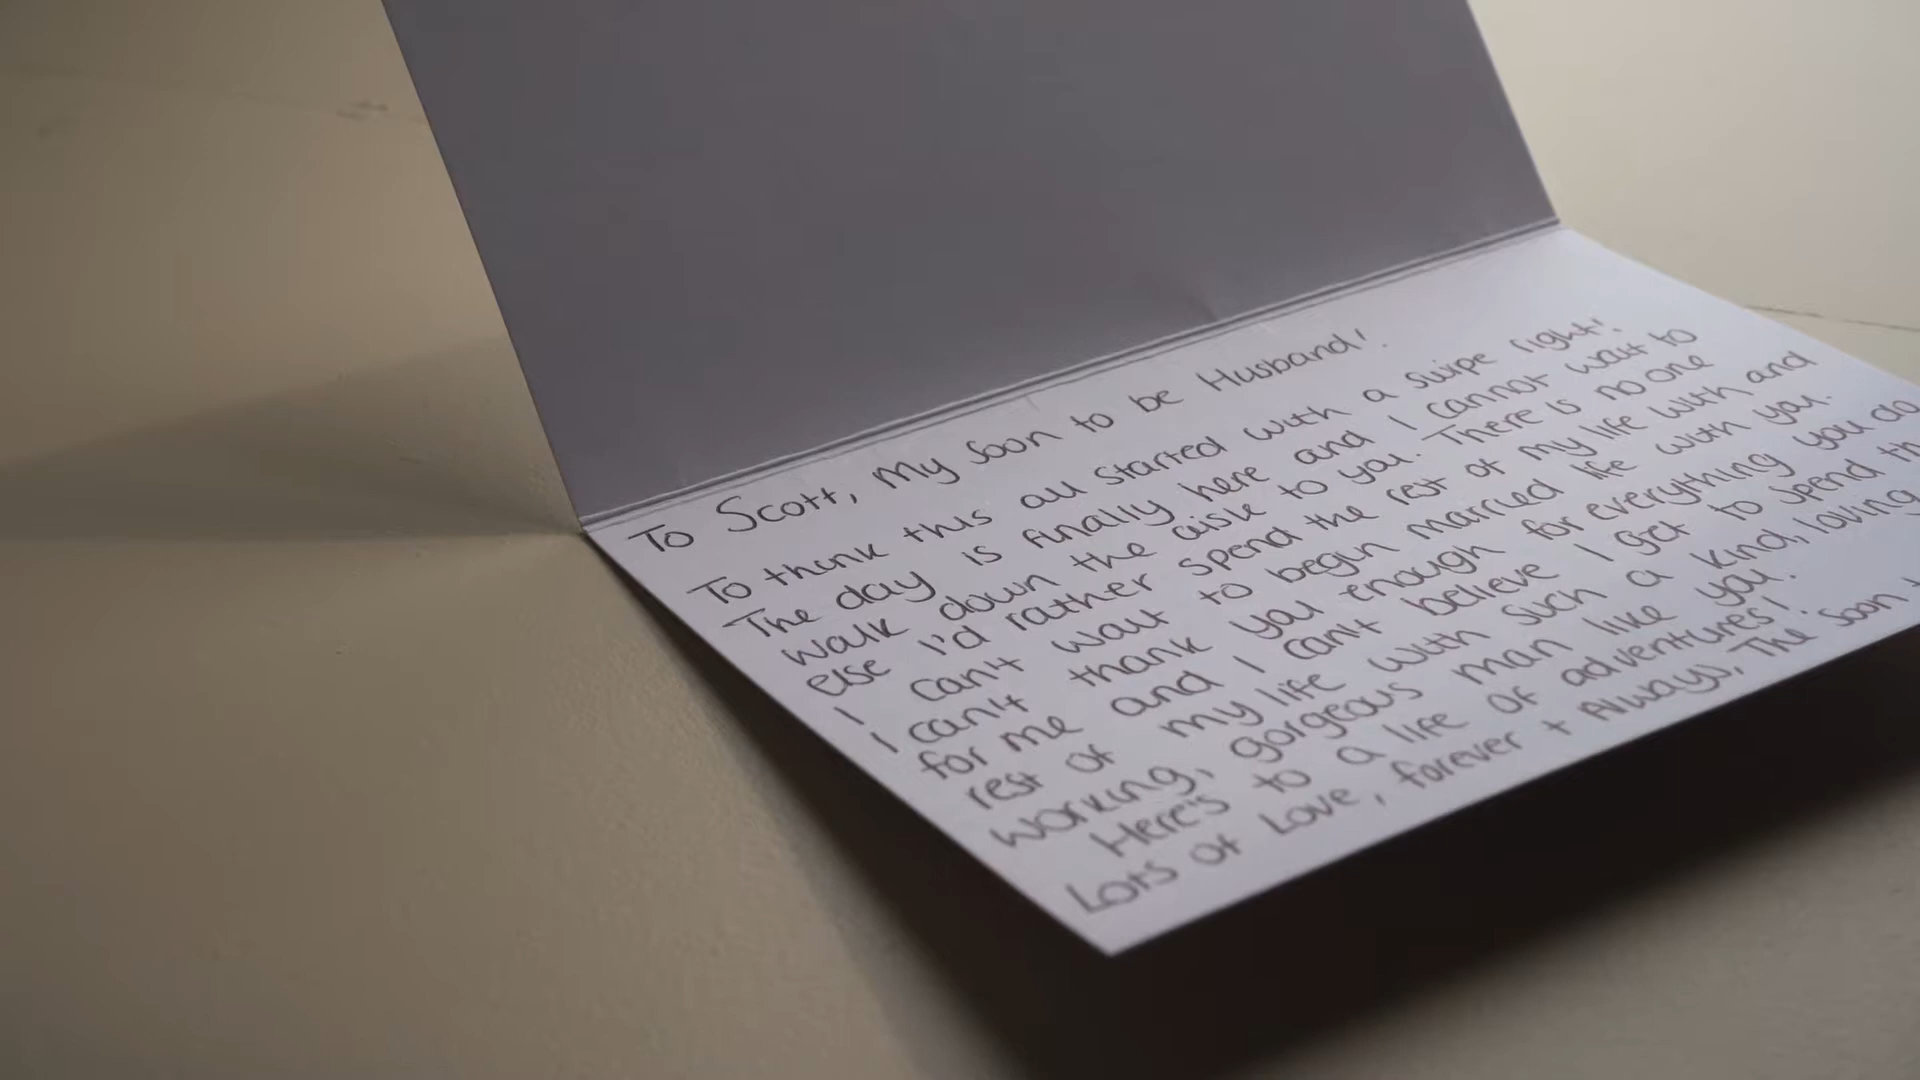 To Scott, My soon to be Husband!
To think this all started with a swipe right!
The day is finally here and I cannot wait to
walk down the aisle to you. There is no one
else I'd rather spend the rest of my life with and
I can't wait to begin married life with you.
I can't thank you enough for everything you do
for me and I can't believe I get to spend th
rest of my life with such a kind, loving
working, gorgeous man like you.
Here's to a life of adventures!
Lots of Love, forever + Always, The soon